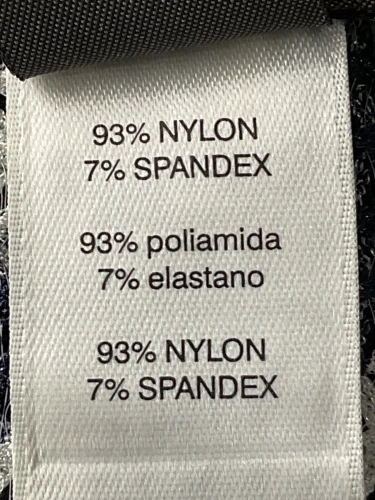 93% NYLON
7% SPANDEX
93% poliamida
7% elastano
93% NYLON
7% SPANDEX